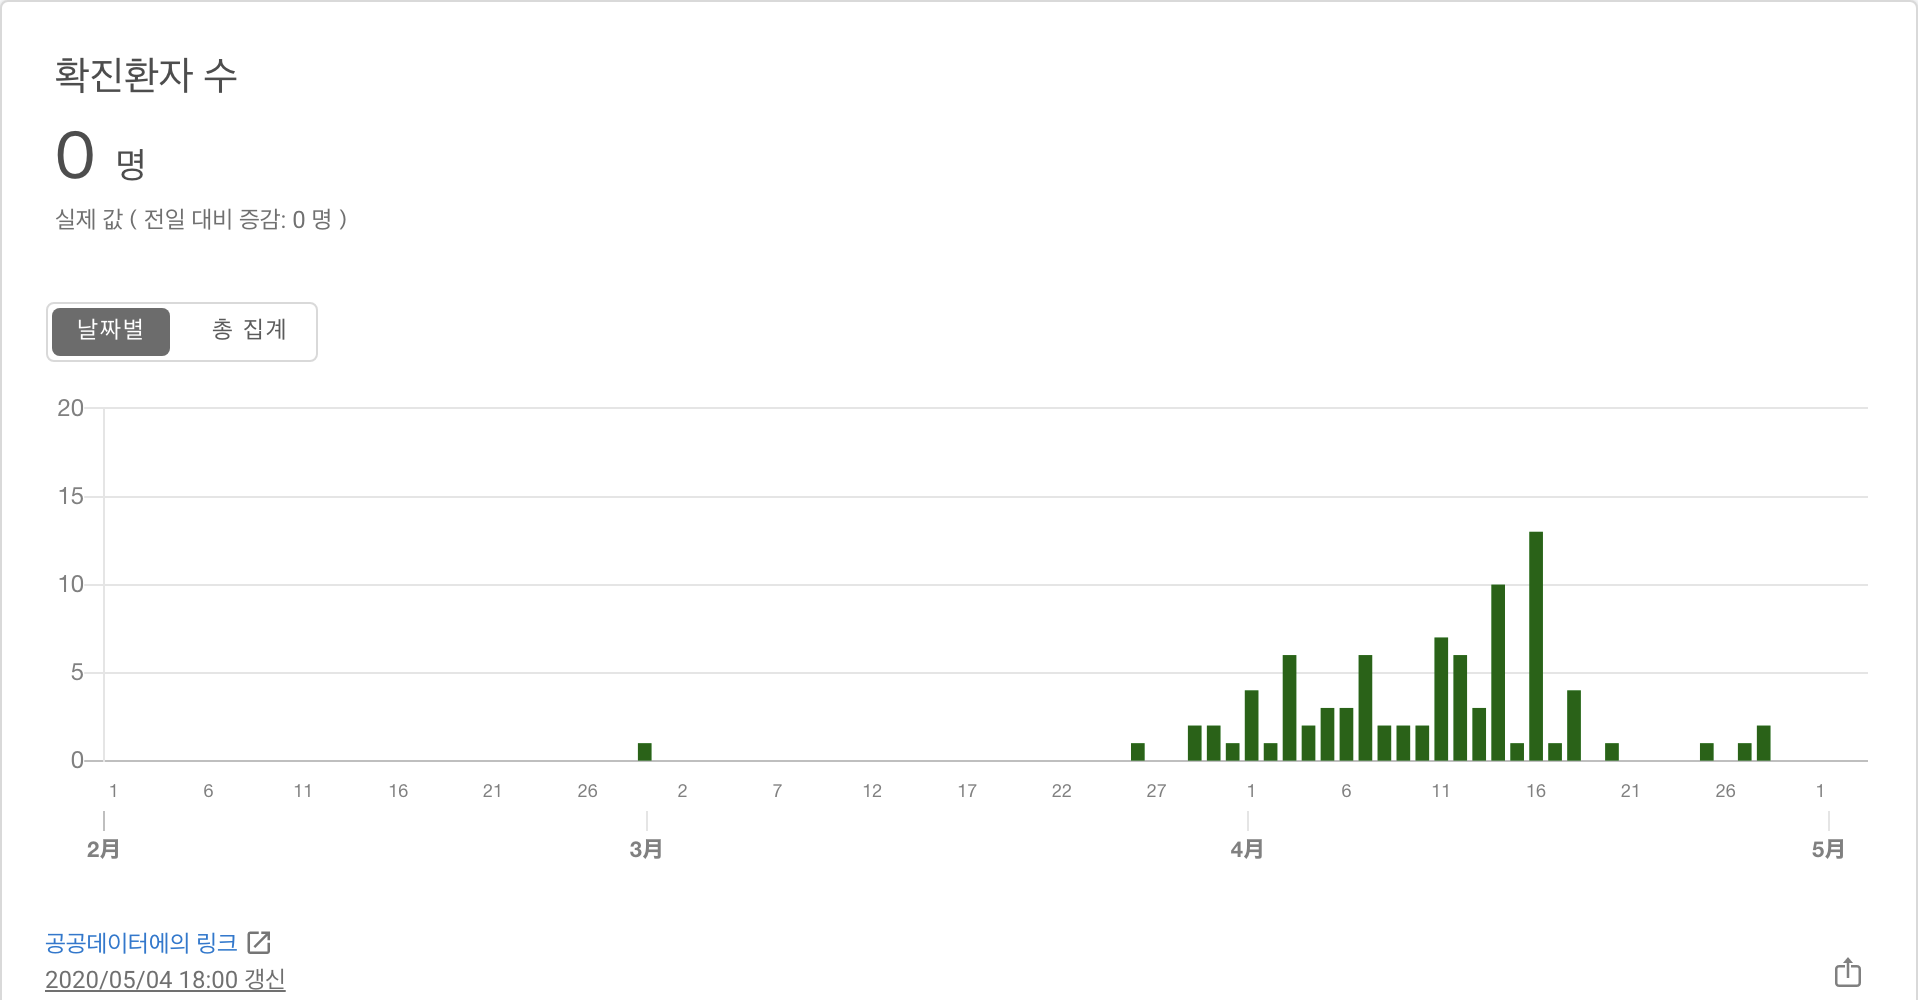 확진환자 수
0 명
실제 값 ( 전일 대비 증감: 0 명 )
날짜별 총 집계
20
15
10
5
0
1 6 11 16 21 26 2 7 12 17 22 27 1 6 11 16 21 26 1
2月 3月 4月 5月
공공데이터에의 링크
2020/05/04 18:00 갱신